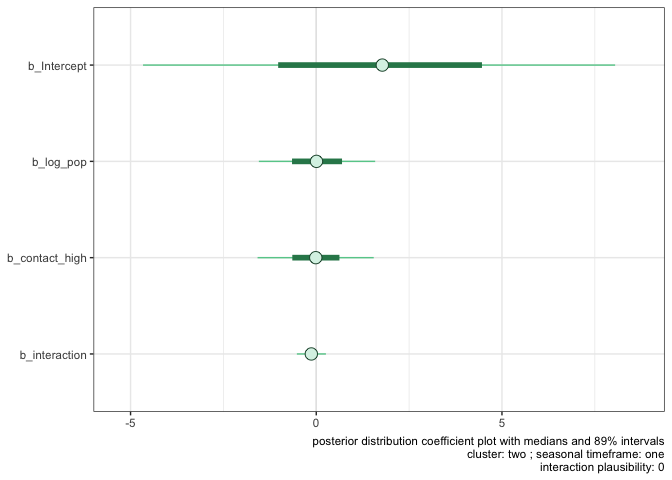 b_Intercept
b_log_pop
b_contact_high
b_interaction
-5
0
5
posterior distribution coefficient plot with medians and 89% intervals
cluster: two ; seasonal timeframe: one
interaction plausibility: 0